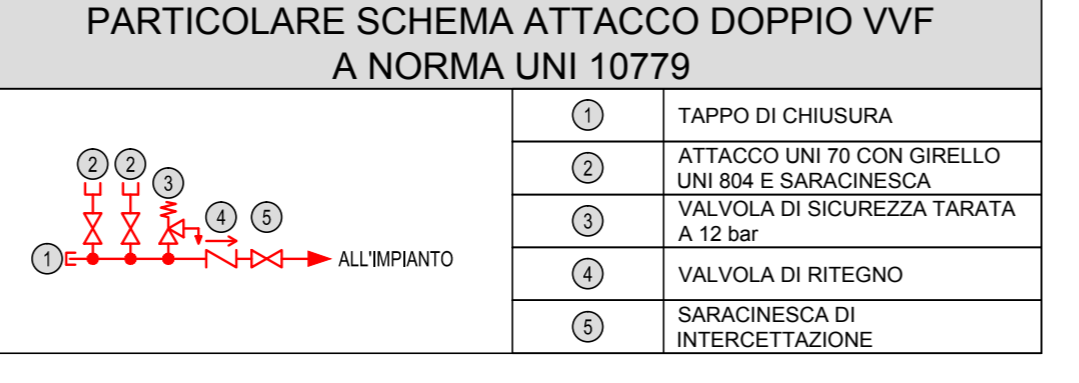 PARTICOLARE SCHEMA ATTACCO DOPPIO VVF
A NORMA UNI 10779
1 TAPPO DI CHIUSURA
2 ATTACCO UNI 70 CON GIRELLO
UNI 804 E SARACINESCA
3 VALVOLA DI SICUREZZA TARATA
A 12 bar
4 VALVOLA DI RITEGNO
5 SARACINESCA DI
INTERCETTAZIONE
2 2
3
4 5
1 ALL'IMPIANTO